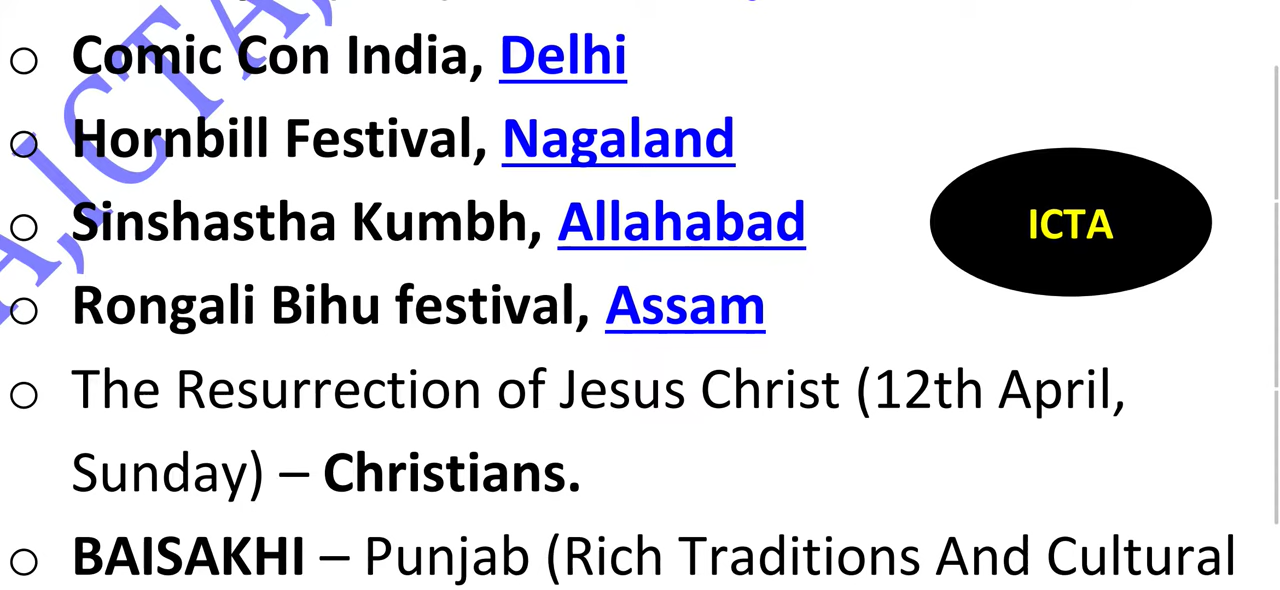 ○ Comic Con India, Delhi
○ Hornbill Festival, Nagaland
○ Sinshastha Kumbh, Allahabad
ICTA
○ Rongali Bihu festival, Assam
○ The Resurrection of Jesus Christ (12th April,
Sunday) – Christians.
○ BAISAKHI – Punjab (Rich Traditions And Cultural
A,ICTA,